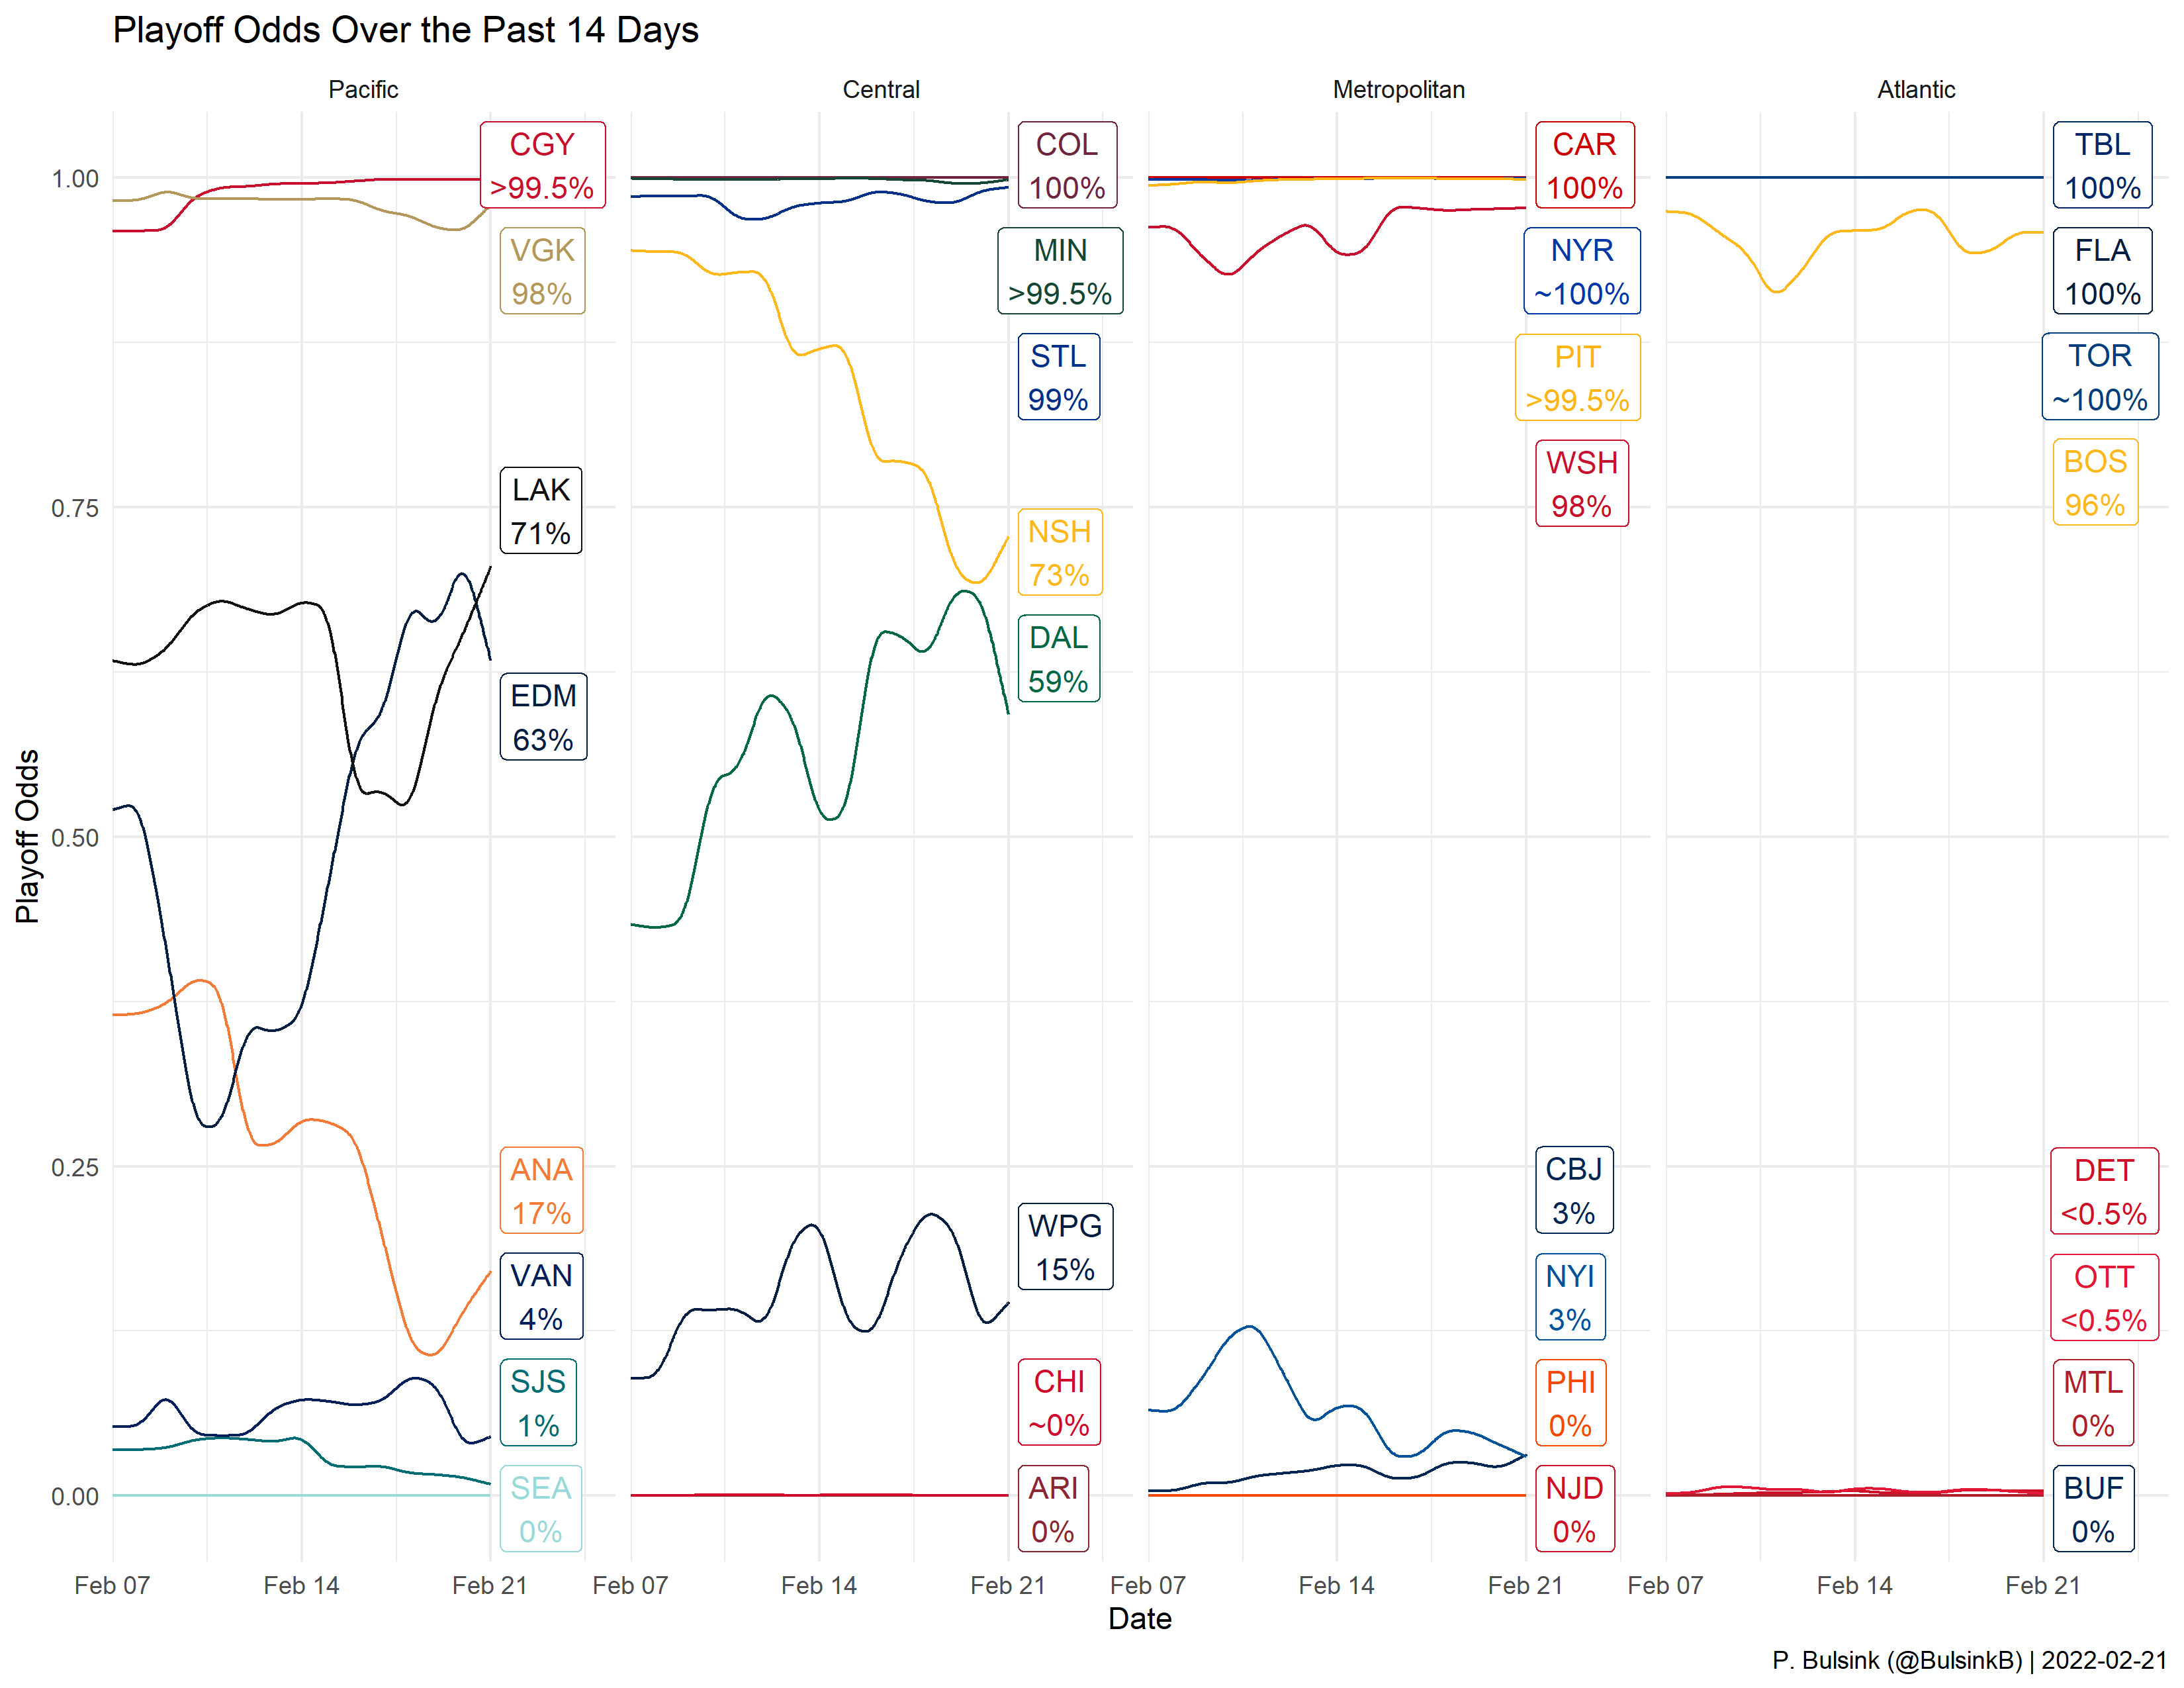 Playoff Odds Over the Past 14 Days
Pacific
Central
Metropolitan
Atlantic
Playoff Odds
1.00
0.75
0.50
0.25
0.00
CGY
>99.5%
VGK
98%
LAK
71%
EDM
63%
ANA
17%
VAN
4%
SJS
1%
SEA
0%
COL
100%
MIN
>99.5%
STL
99%
NSH
73%
DAL
59%
WPG
15%
CHI
~0%
ARI
0%
CAR
100%
NYR
~100%
PIT
>99.5%
WSH
98%
CBJ
3%
NYI
3%
PHI
0%
NJD
0%
TBL
100%
FLA
100%
TOR
~100%
BOS
96%
DET
<0.5%
OTT
<0.5%
MTL
0%
BUF
0%
Feb 07
Feb 14
Feb 21
Feb 07
Feb 14
Feb 21
Feb 07
Feb 14
Feb 21
Feb 07
Feb 14
Feb 21
Date
P. Bulsink (@BulsinkB) | 2022-02-21